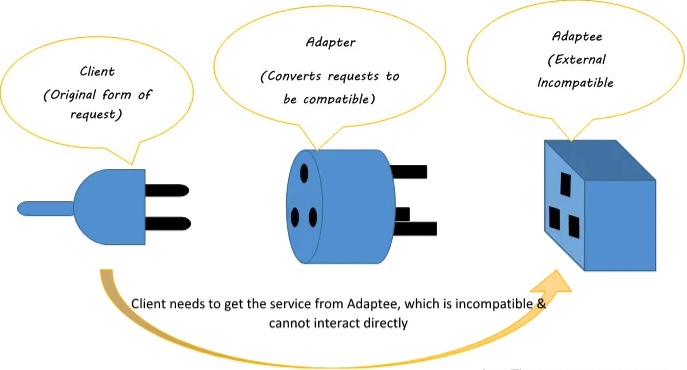 Client
(Original form of
request)
Adapter
(Converts requests to
be compatible)
Adaptee
(External
Incompatible
Client needs to get the service from Adaptee, which is incompatible &
cannot interact directly